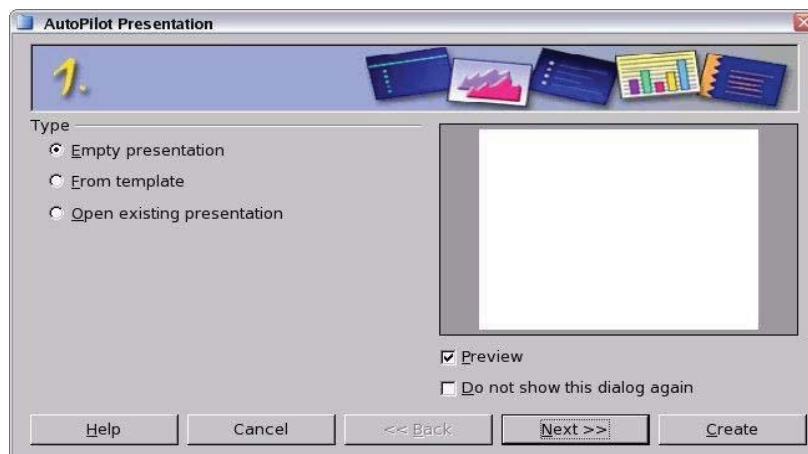 AutoPilot Presentation
1.
Type
Empty presentation
From template
Open existing presentation
Preview
Do not show this dialog again
Help
Cancel
<< Back
Next >>
Create